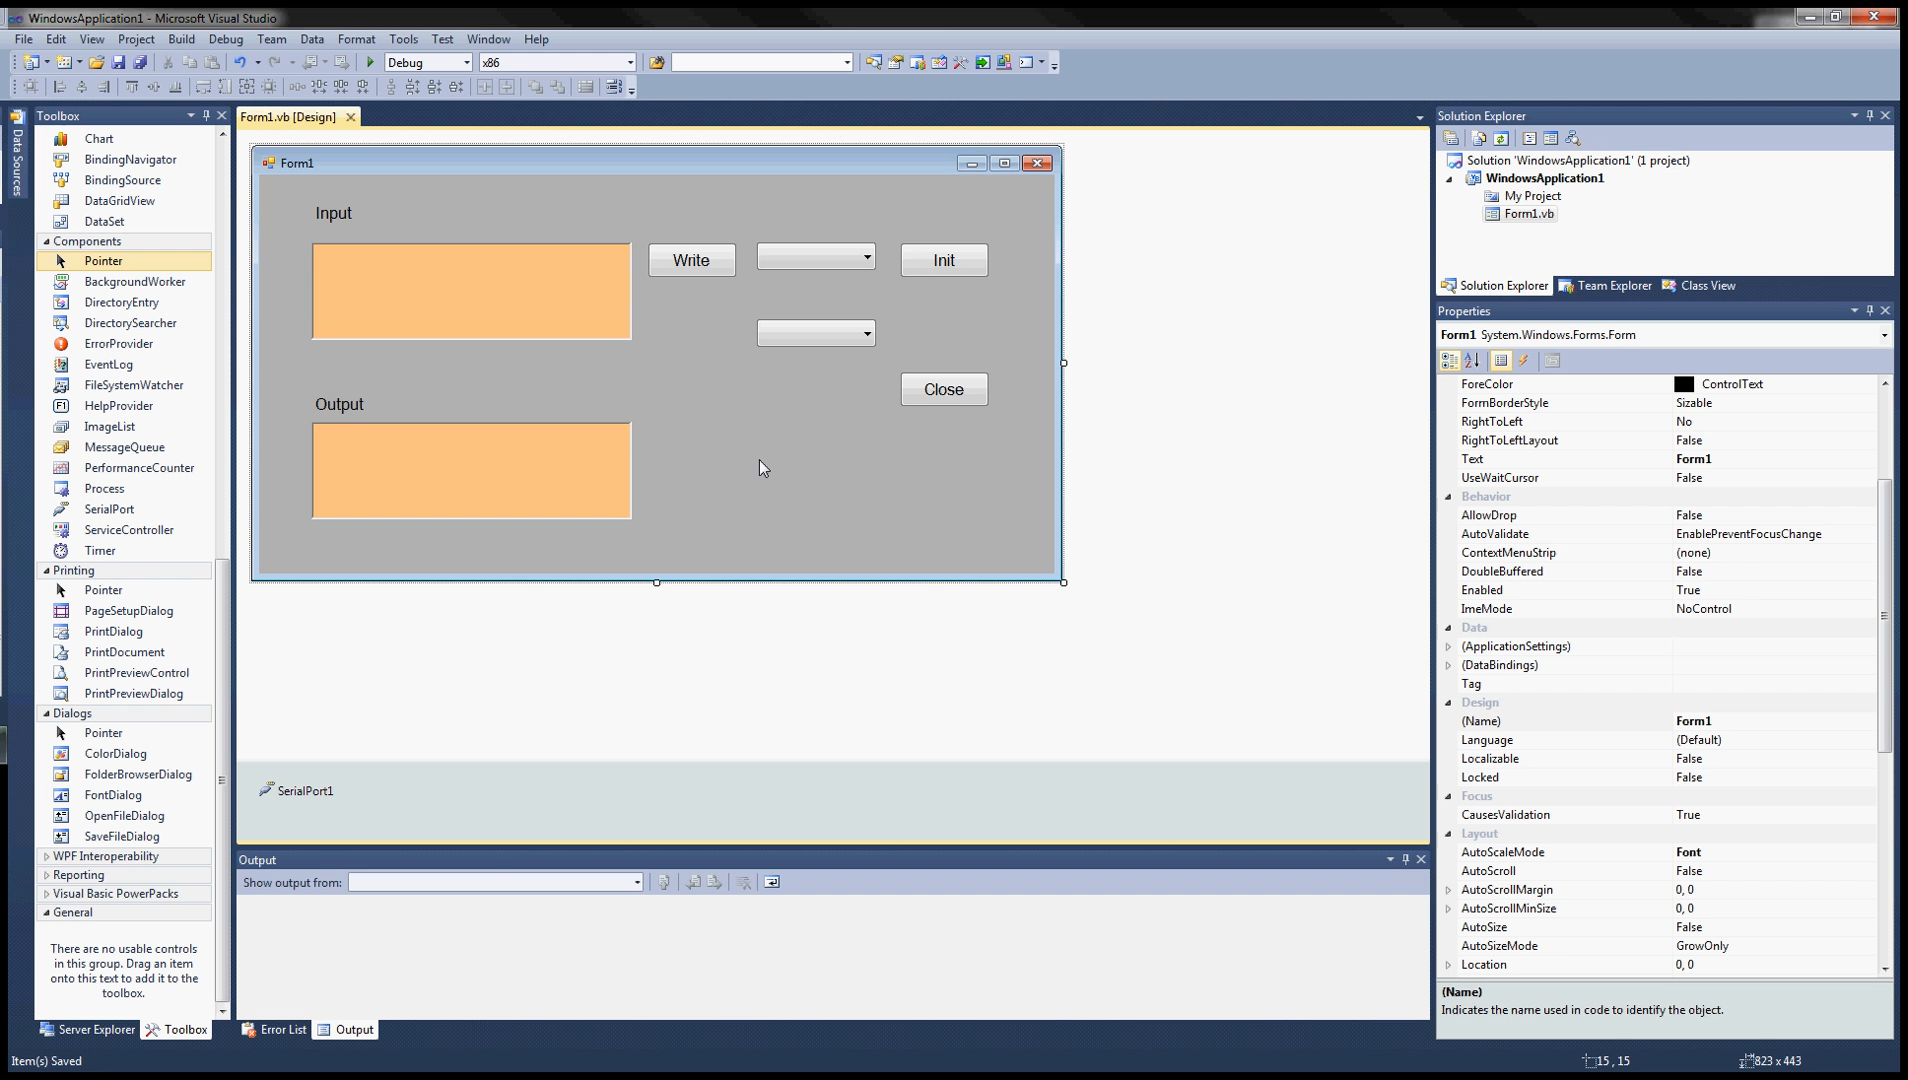 WindowsApplication1 - Microsoft Visual Studio
File Edit View Project Build Debug Team Data Format Tools Test Window Help
Debug x86
Data Sources
Toolbox
Chart
BindingNavigator
BindingSource
DataGridView
DataSet
Components
Pointer
BackgroundWorker
DirectoryEntry
DirectorySearcher
ErrorProvider
EventLog
FileSystemWatcher
HelpProvider
ImageList
MessageQueue
PerformanceCounter
Process
SerialPort
ServiceController
Timer
Printing
Pointer
PageSetupDialog
PrintDialog
PrintDocument
PrintPreviewControl
PrintPreviewDialog
Dialogs
Pointer
ColorDialog
FolderBrowserDialog
FontDialog
OpenFileDialog
SaveFileDialog
WPF Interoperability
Reporting
Visual Basic PowerPacks
General
There are no usable controls
in this group. Drag an item
onto this text to add it to the
toolbox.
Server Explorer Toolbox
Form1.vb [Design]
Form1
Input
Write Init
Close
Output
SerialPort1
Output
Show output from:
Error List Output
Solution Explorer
Solution 'WindowsApplication1' (1 project)
WindowsApplication1
My Project
Form1.vb
Solution Explorer Team Explorer Class View
Properties
Form1 System.Windows.Forms.Form
ForeColor ControlText
FormBorderStyle Sizable
RightToLeft No
RightToLeftLayout False
Text Form1
UseWaitCursor False
Behavior
AllowDrop False
AutoValidate EnablePreventFocusChange
ContextMenuStrip (none)
DoubleBuffered False
Enabled True
ImeMode NoControl
Data
(ApplicationSettings)
(DataBindings)
Tag
Design
(Name) Form1
Language (Default)
Localizable False
Locked False
Focus
CausesValidation True
Layout
AutoScaleMode Font
AutoScroll False
AutoScrollMargin 0, 0
AutoScrollMinSize 0, 0
AutoSize False
AutoSizeMode GrowOnly
Location 0, 0
(Name)
Indicates the name used in code to identify the object.
Item(s) Saved 15 , 15 823 x 443